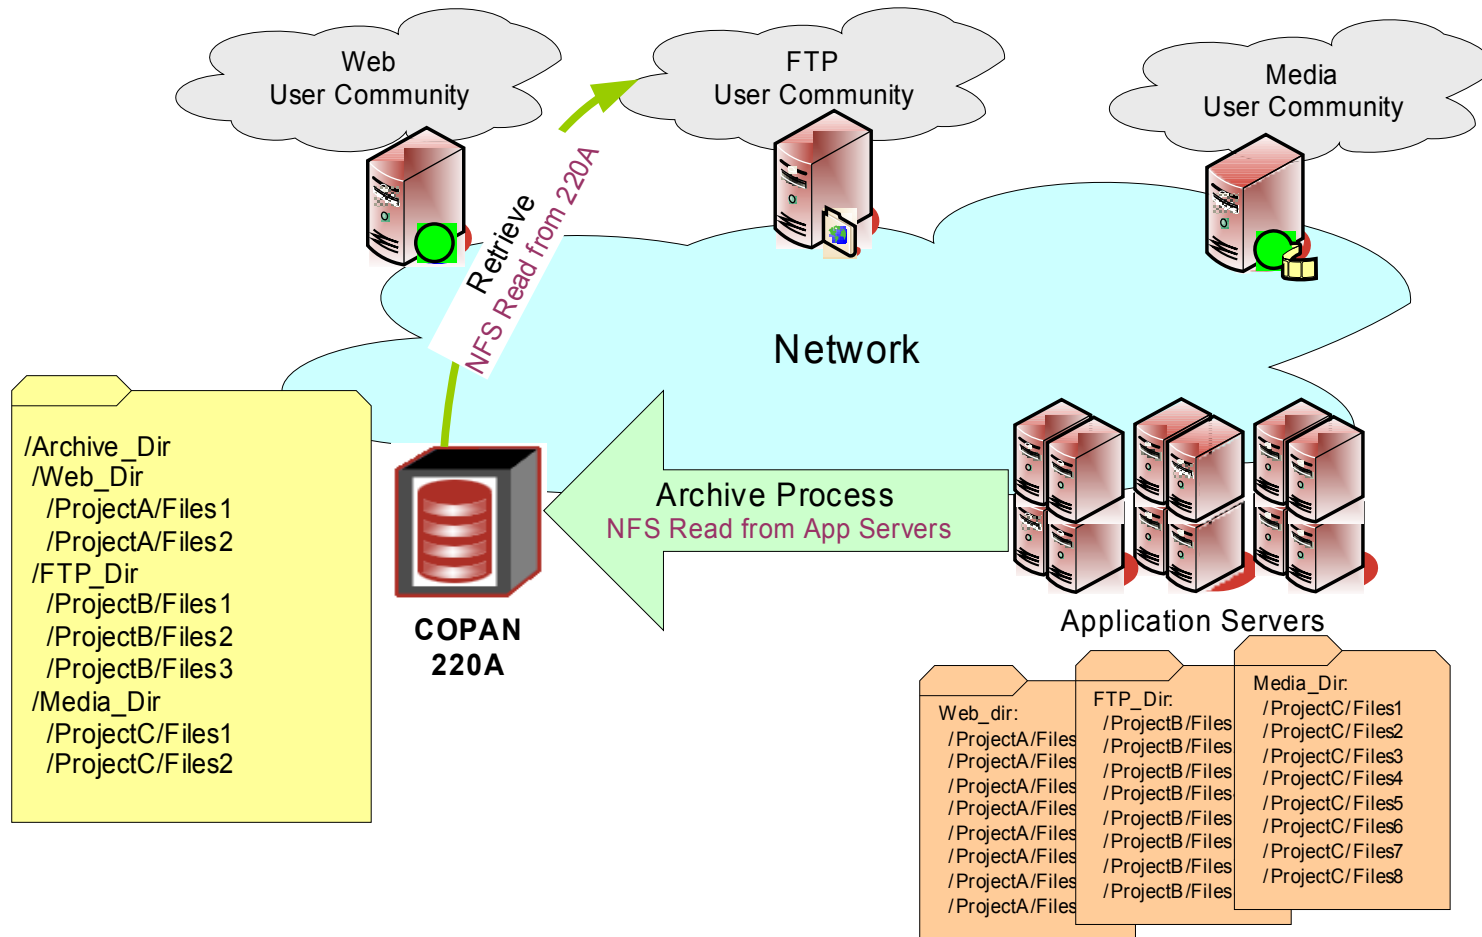 Web
User Community
FTP
User Community
Media
User Community
Retrieve
NFS Read from 220A
Network
/Archive_Dir
/Web_Dir
/ProjectA/Files1
/ProjectA/Files2
/FTP_Dir
/ProjectB/Files1
/ProjectB/Files2
/ProjectB/Files3
/Media_Dir
/ProjectC/Files1
/ProjectC/Files2
COPAN
220A
Archive Process
NFS Read from App Servers
Application Servers
Web_dir:
/ProjectA/Files
/ProjectA/Files
/ProjectA/Files
/ProjectA/Files
/ProjectA/Files
/ProjectA/Files
/ProjectA/Files
/ProjectA/Files
FTP_Dir:
/ProjectB/Files
/ProjectB/Files
/ProjectB/Files
/ProjectB/Files
/ProjectB/Files
/ProjectB/Files
/ProjectB/Files
/ProjectB/Files
Media_Dir:
/ProjectC/Files1
/ProjectC/Files2
/ProjectC/Files3
/ProjectC/Files4
/ProjectC/Files5
/ProjectC/Files6
/ProjectC/Files7
/ProjectC/Files8